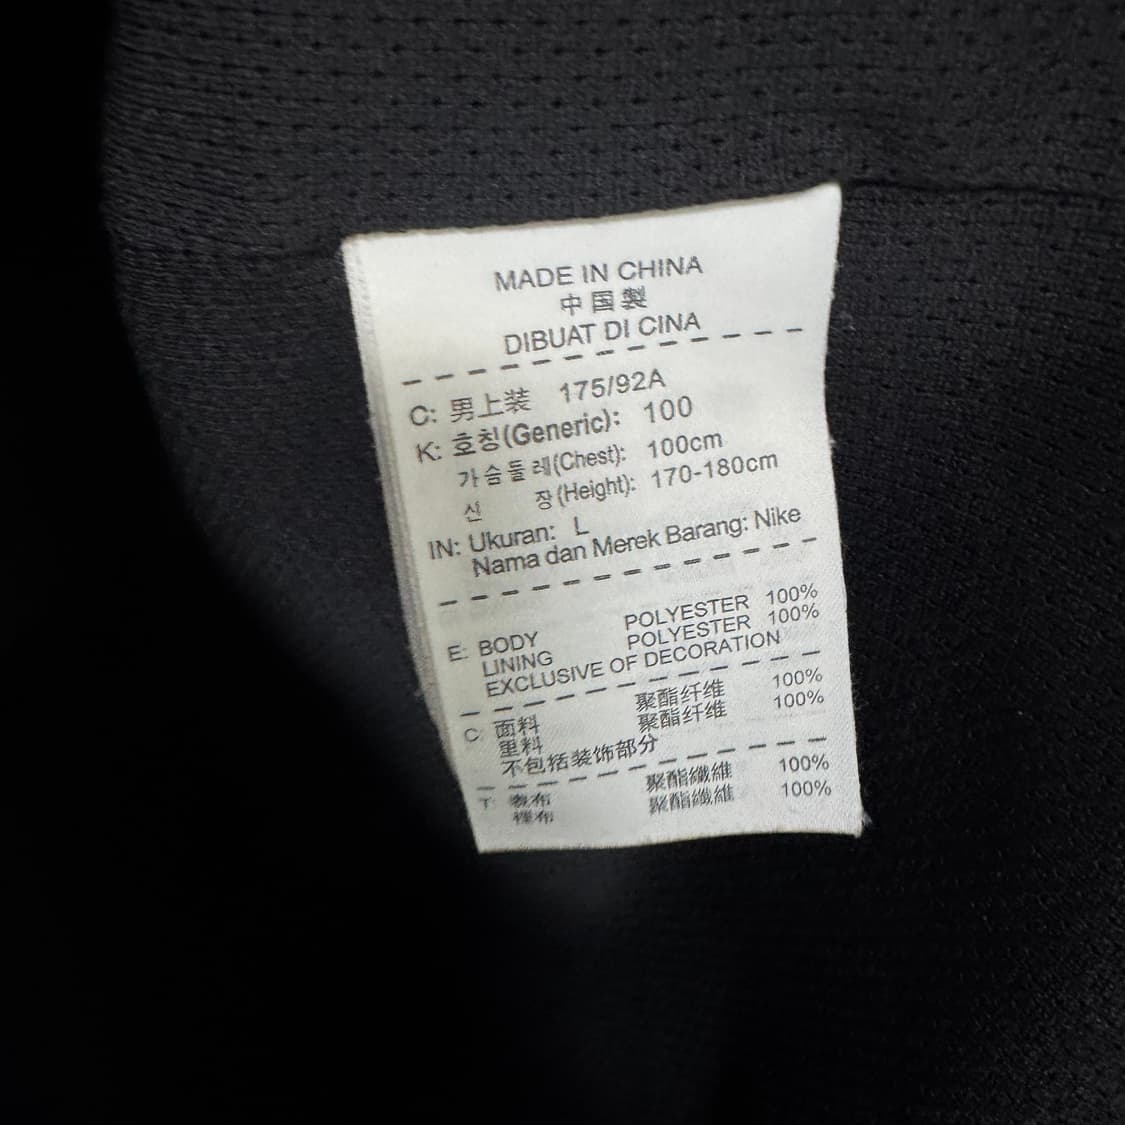 MADE IN CHINA
中国製
DIBUAT DI CINA
C: 男上装 175/92A
K: 호칭(Generic): 100
가슴둘레(Chest): 100cm
신 장(Height): 170-180cm
IN: Ukuran: L
Nama dan Merek Barang: Nike
E: BODY POLYESTER 100%
LINING POLYESTER 100%
EXCLUSIVE OF DECORATION
C: 面料 聚酯纤维 100%
里料 聚酯纤维 100%
不包括装饰部分
T: 表布 聚酯纖維 100%
裡布 聚酯纖維 100%